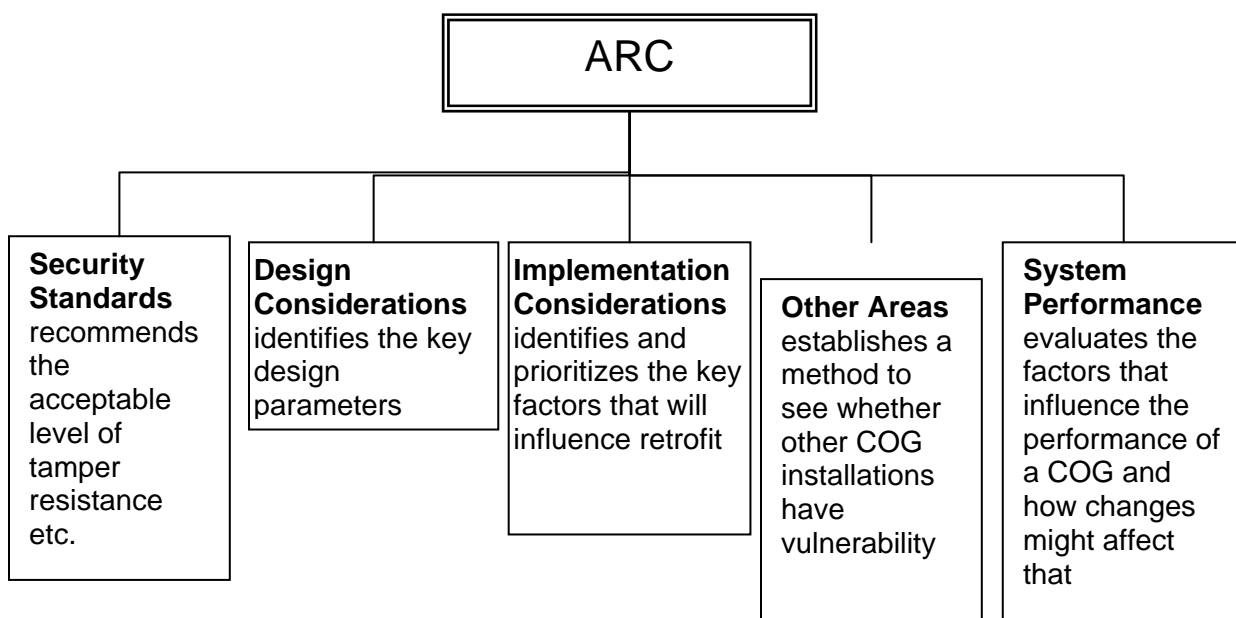 ARC
Security
Standards
recommends
the
acceptable
level of
tamper
resistance
etc.
Design
Considerations
identifies the key
design
parameters
Implementation
Considerations
identifies and
prioritizes the key
factors that will
influence retrofit
Other Areas
establishes a
method to
see whether
other COG
installations
have
vulnerability
System
Performance
evaluates the
factors that
influence the
performance of
a COG and
how changes
might affect
that